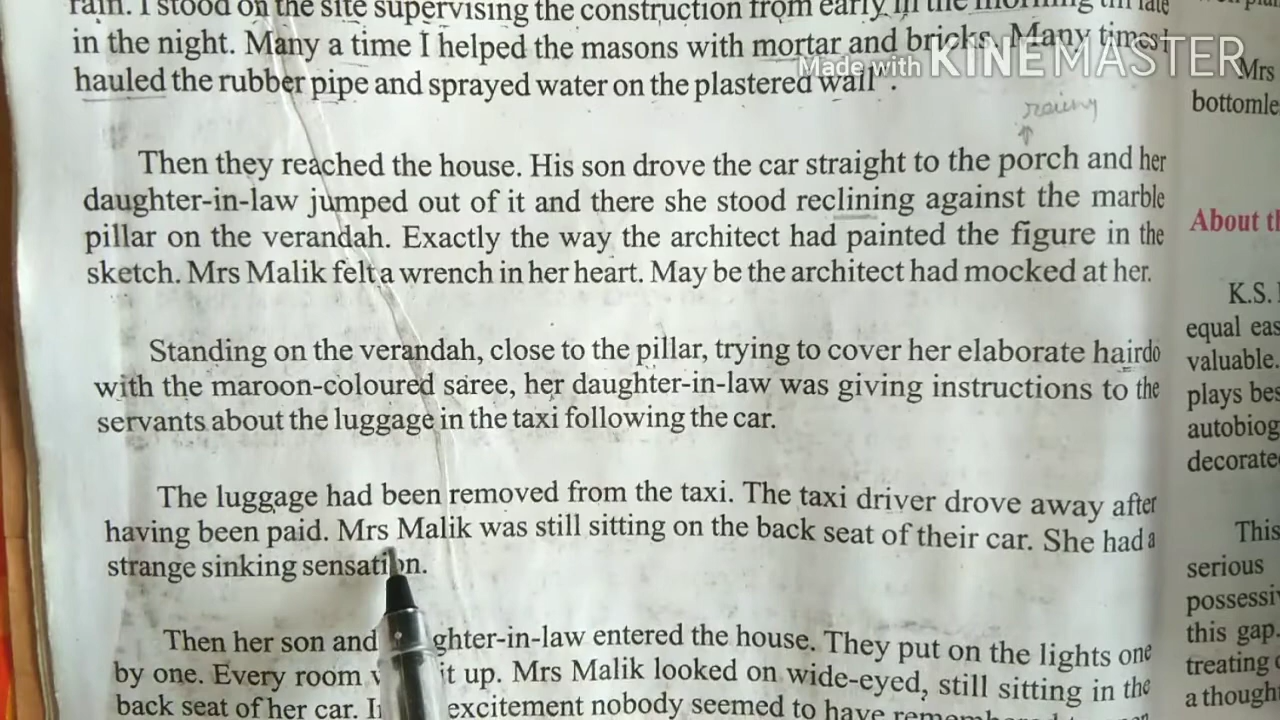 rain. I stood on the site supervising the construction from early in the morning till late
in the night. Many a time I helped the masons with mortar and bricks. Many times I
Made with KINEMASTER
hauled the rubber pipe and sprayed water on the plastered wall".
Then they reached the house. His son drove the car straight to the porch and her
daughter-in-law jumped out of it and there she stood reclining against the marble
pillar on the verandah. Exactly the way the architect had painted the figure in the
sketch. Mrs Malik felt a wrench in her heart. May be the architect had mocked at her.
Standing on the verandah, close to the pillar, trying to cover her elaborate hairdo
with the maroon-coloured saree, her daughter-in-law was giving instructions to the
servants about the luggage in the taxi following the car.
The luggage had been removed from the taxi. The taxi driver drove away after
having been paid. Mrs Malik was still sitting on the back seat of their car. She had a
strange sinking sensation.
Then her son and ghter-in-law entered the house. They put on the lights one
by one. Every room it up. Mrs Malik looked on wide-eyed, still sitting in the
back seat of her car. excitement nobody seemed to have
Mrs
bottomle
About th
K.S.
equal eas
valuable.
plays bes
autobiog
decorate
This
serious
possessi
this gap.
treating
a though